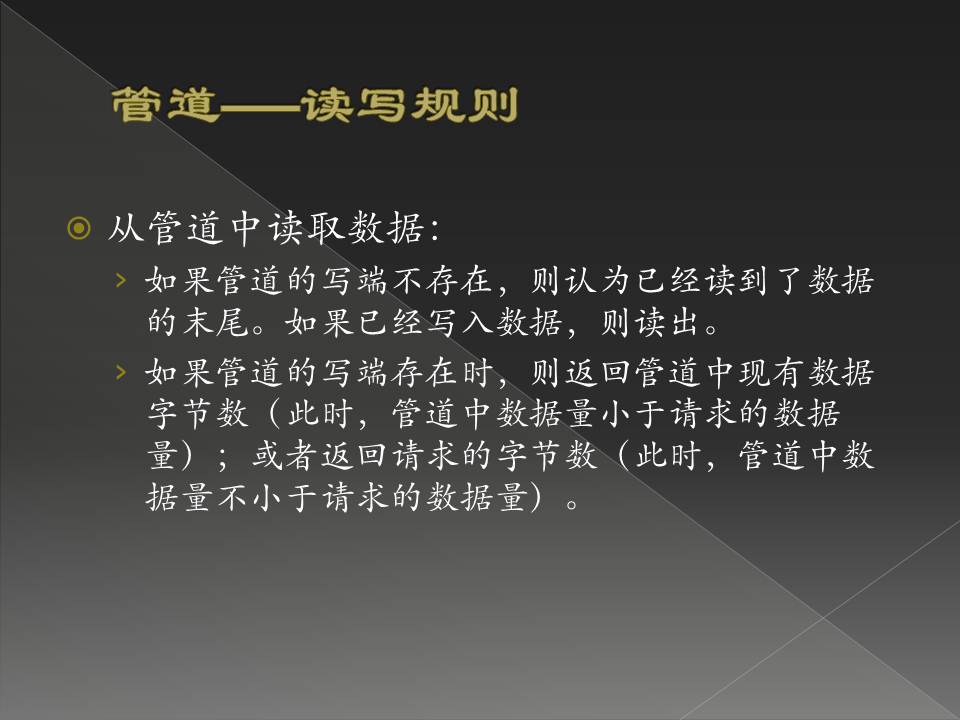 管道——读写规则
从管道中读取数据：
如果管道的写端不存在，则认为已经读到了数据
的末尾。如果已经写入数据，则读出。
如果管道的写端存在时，则返回管道中现有数据
字节数（此时，管道中数据量小于请求的数据
量）；或者返回请求的字节数（此时，管道中数
据量不小于请求的数据量）。